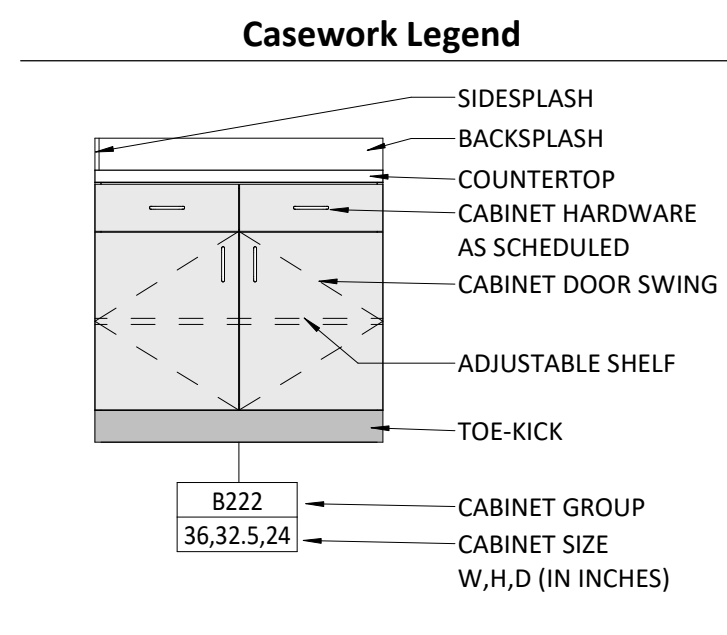 Casework Legend
SIDESPLASH
BACKSPLASH
COUNTERTOP
CABINET HARDWARE
AS SCHEDULED
CABINET DOOR SWING
ADJUSTABLE SHELF
TOE-KICK
B222
CABINET GROUP
36,32.5,24
CABINET SIZE
W,H,D (IN INCHES)